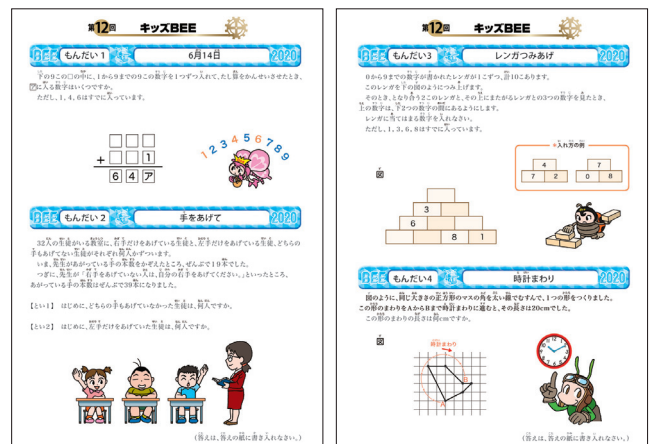 第12回 キッズBEE
BEE もんだい1 6月14日 2020
下の9この□の中に、1から9までの9この数字を1つずつ入れて、たし算をかんせいさせたとき、
アに入る数字はいくつですか。
ただし、1, 4, 6はすでに入っています。
1 2 3 4 5 6 7 8 9
+ 1
6 4 ア
BEE もんだい2 手をあげて 2020
32人の生徒がいる教室に、右手だけをあげている生徒と、左手だけをあげている生徒、どちらの
手もあげてない生徒がそれぞれ何人かずついます。
いま、先生があがっている手の本数をかぞえたところ、ぜんぶで19本でした。
つぎに、先生が「右手をあげていない人は、自分の右手をあげてください。」といったところ、
あがっている手の本数はぜんぶで39本になりました。
【とい1】 はじめに、どちらの手もあげていなかった生徒は、何人ですか。
【とい2】 はじめに、左手だけをあげていた生徒は、何人ですか。
(答えは、答えの紙に書き入れなさい。)
第12回 キッズBEE
BEE もんだい3 レンガつみあげ 2020
0から9までの数字が書かれたレンガが1こずつ、計10こあります。
このレンガを下の図のようにつみ上げます。
そのとき、となり合う2このレンガと、その上にまたがるレンガとの3つの数字を見たとき、
上の数字は、下2つの数字の間にあるようにします。
レンガに当てはまる数字を入れなさい。
ただし、1, 3, 6, 8はすでに入っています。
入れ方の例
4 7
7 2 0 8
図
3
6
8 1
BEE もんだい4 時計まわり 2020
図のように、同じ大きさの正方形のマスの角を太い線でむすんで、1つの形をつくりました。
この形のまわりをAからBまで時計まわりに進むと、その長さは20cmでした。
この形のまわりの長さは何cmですか。
図
時計まわり
B
A
(答えは、答えの紙に書き入れなさい。)